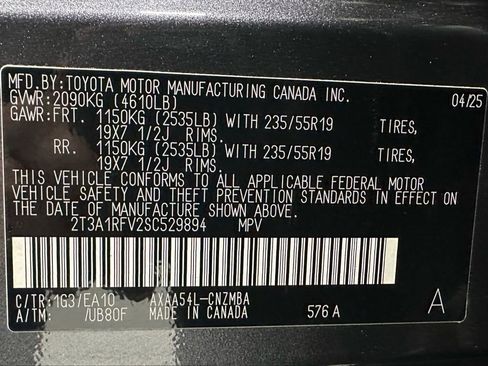 MFD.BY:TOYOTA MOTOR MANUFACTURING CANADA INC.
GVWR:2090KG (4610LB) 04/25
GAWR:FRT. 1150KG (2535LB) WITH 235/55R19 TIRES,
19X7 1/2J RIMS.
RR. 1150KG (2535LB) WITH 235/55R19 TIRES,
19X7 1/2J RIMS.
THIS VEHICLE CONFORMS TO ALL APPLICABLE FEDERAL MOTOR
VEHICLE SAFETY AND THEFT PREVENTION
STANDARDS IN EFFECT ON THE DATE OF
MANUFACTURE SHOWN ABOVE.
2T3A1RFV2SC529894 MPV
C/TR:1G3/EA10 AXAA54L-CNZMBA
A/TM: /UB80F MADE IN CANADA 576A A